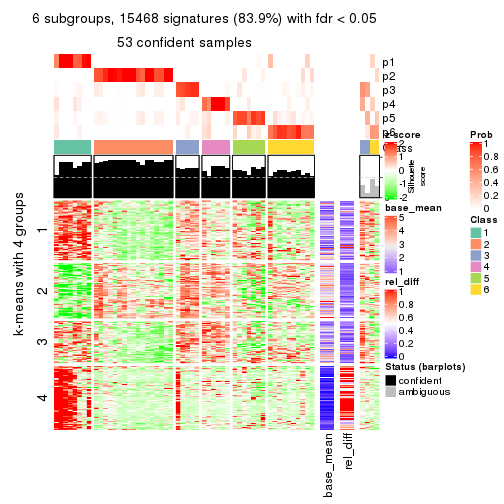 6 subgroups, 15468 signatures (83.9%) with fdr < 0.05
53 confident samples
p1
p2
p3
p4
p5
p6
Class
z-score
2
1
0
-1
-2
Silhouette
score
Prob
1
0.8
0.6
0.4
0.2
0
Class
1
2
3
4
5
6
base_mean
5
4
3
2
1
rel_diff
1
0.8
0.6
0.4
0.2
0
Status (barplots)
confident
ambiguous
k-means with 4 groups
1
2
3
4
base_mean
rel_diff